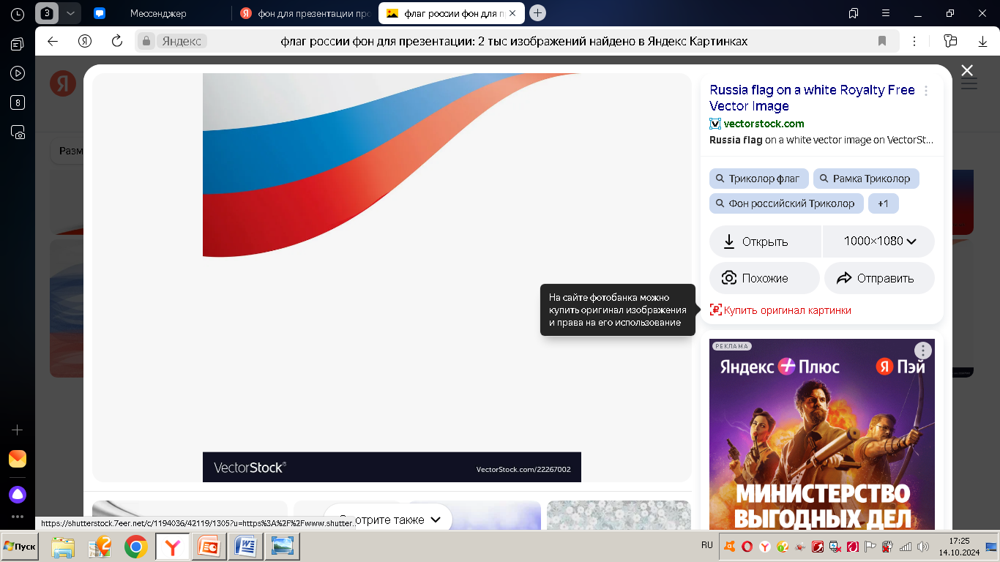 3
Мессенджер
фон для презентации про
флаг россии фон для п
Яндекс
флаг россии фон для презентации: 2 тыс изображений найдено в Яндекс Картинках
8
Я
Разм
Russia flag on a white Royalty Free
Vector Image
vectorstock.com
Russia flag on a white vector image on VectorSt...
Триколор флаг
Рамка Триколор
Фон российский Триколор
+1
Открыть
1000×1080
Похожие
Отправить
На сайте фотобанка можно
купить оригинал изображения
и права на его использование
Купить оригинал картинки
РЕКЛАМА
Яндекс Плюс
Я Пэй
МИНИСТЕРСТВО
ВЫГОДНЫХ ДЕЛ
VectorStock®
VectorStock.com/22267002
отрите также
https://shutterstock.7eer.net/c/1194036/42119/1305?u=https%3A%2F%2Fwww.shutter...
Пуск
RU
17:25
14.10.2024